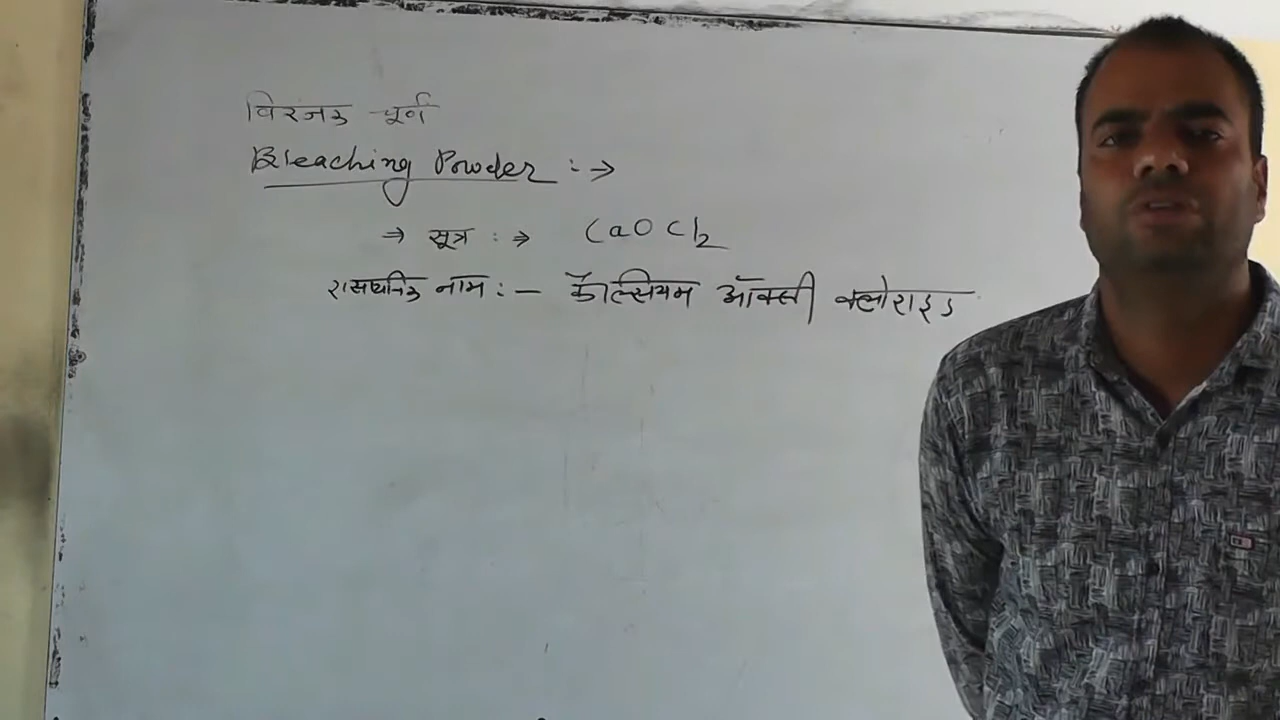 विरंजक चूर्ण
Bleaching Powder :→
⇒ सूत्र :⇒ CaOCl2
रासायनिक नाम :- कैल्सियम ऑक्सी क्लोराइड